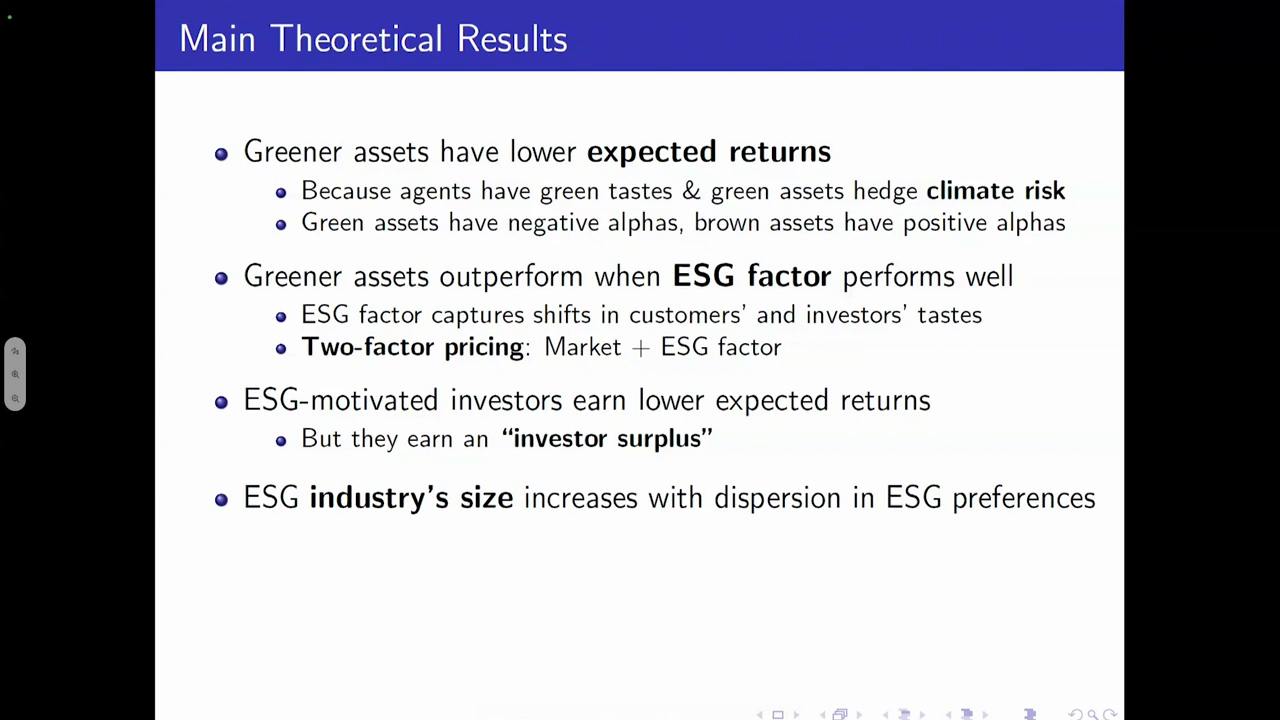 Main Theoretical Results
Greener assets have lower expected returns
Because agents have green tastes & green assets hedge climate risk
Green assets have negative alphas, brown assets have positive alphas
Greener assets outperform when ESG factor performs well
ESG factor captures shifts in customers' and investors' tastes
Two-factor pricing: Market + ESG factor
ESG-motivated investors earn lower expected returns
But they earn an “investor surplus”
ESG industry's size increases with dispersion in ESG preferences